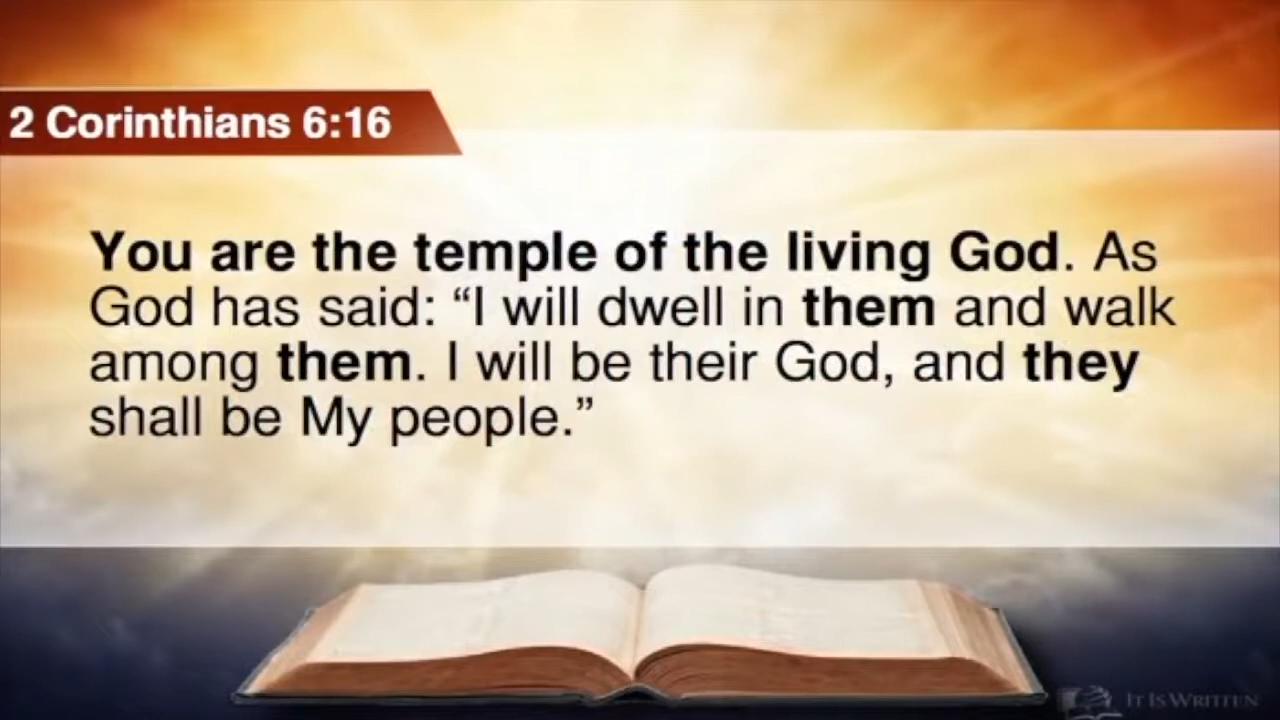 2 Corinthians 6:16
You are the temple of the living God. As
God has said: “I will dwell in them and walk
among them. I will be their God, and they
shall be My people.”
IT IS WRITTEN